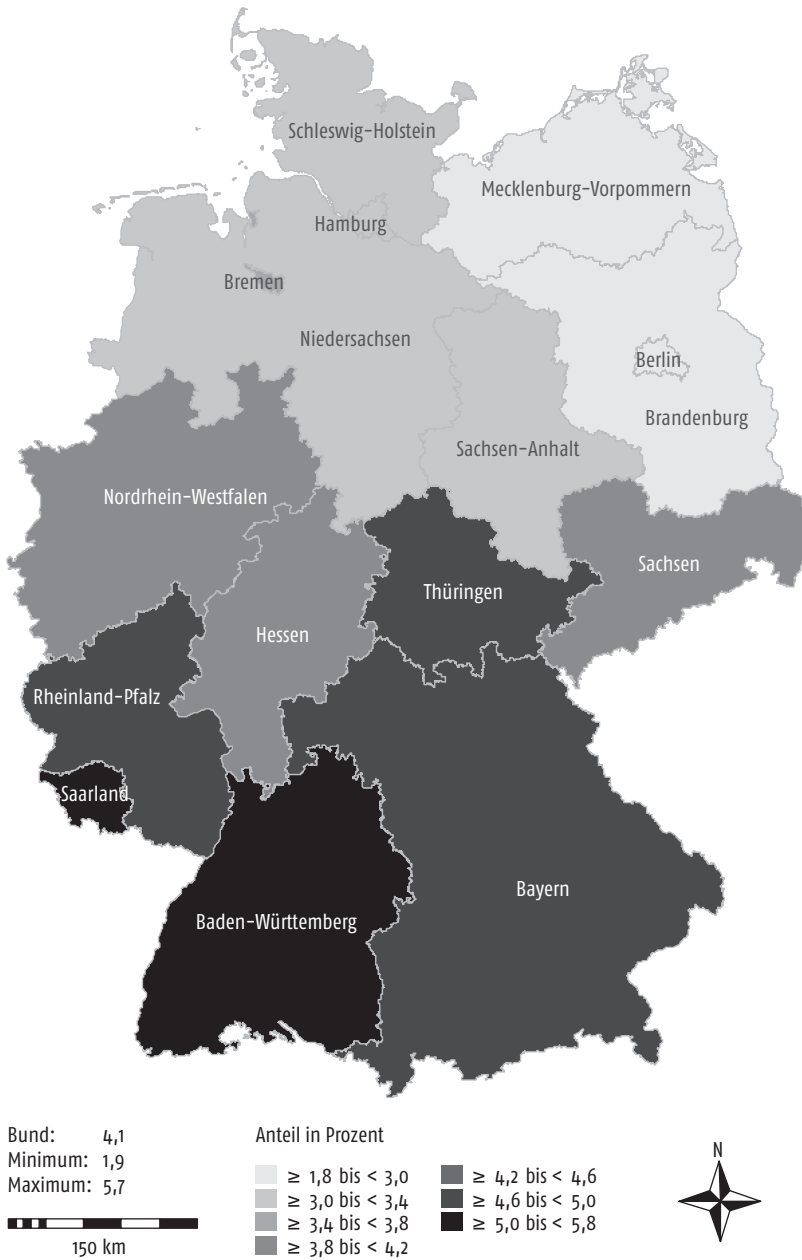 Schleswig-Holstein
Mecklenburg-Vorpommern
Hamburg
Bremen
Niedersachsen
Berlin
Brandenburg
Sachsen-Anhalt
Nordrhein-Westfalen
Sachsen
Thüringen
Hessen
Rheinland-Pfalz
Saarland
Bayern
Baden-Württemberg
Bund: 4,1
Minimum: 1,9
Maximum: 5,7
150 km
Anteil in Prozent
≥ 1,8 bis < 3,0
≥ 3,0 bis < 3,4
≥ 3,4 bis < 3,8
≥ 3,8 bis < 4,2
≥ 4,2 bis < 4,6
≥ 4,6 bis < 5,0
≥ 5,0 bis < 5,8
N